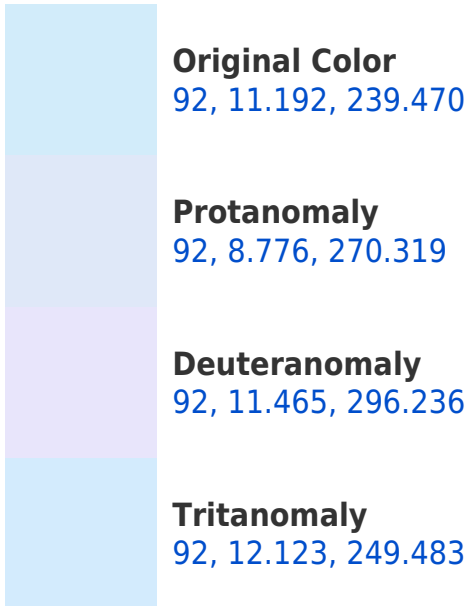 Original Color
92, 11.192, 239.470
Protanomaly
92, 8.776, 270.319
Deuteranomaly
92, 11.465, 296.236
Tritanomaly
92, 12.123, 249.483